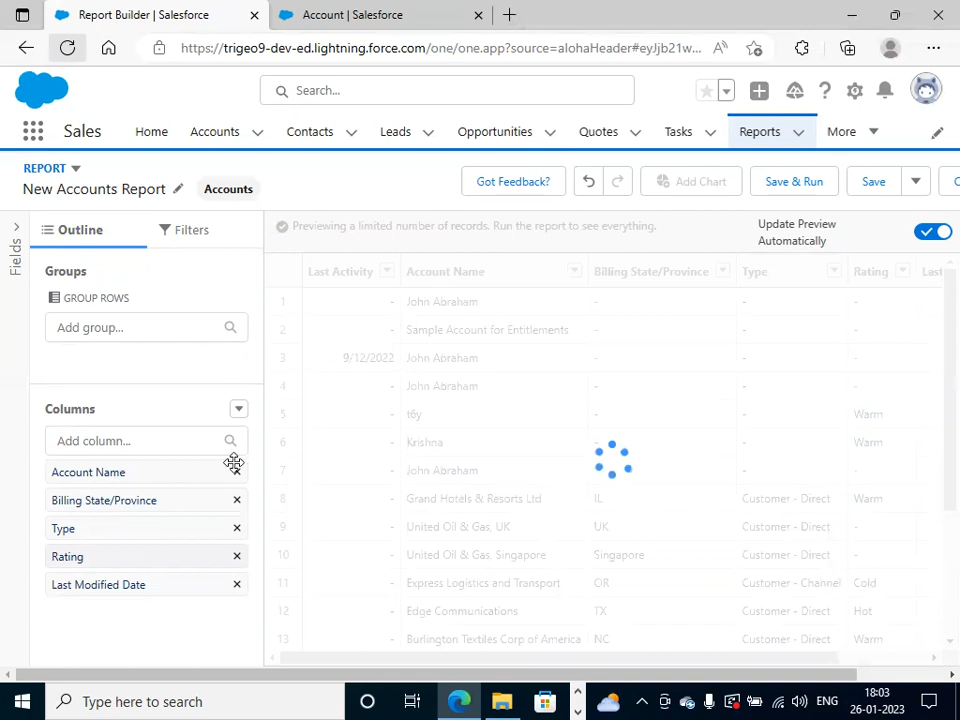 Report Builder | Salesforce
Account | Salesforce
https://trigeo9-dev-ed.lightning.force.com/one/one.app?source=alohaHeader#eyJjb21w...
Search...
Sales
Home
Accounts
Contacts
Leads
Opportunities
Quotes
Tasks
Reports
More
REPORT
New Accounts Report
Accounts
Got Feedback?
Add Chart
Save & Run
Save
C
Fields
Outline
Filters
Previewing a limited number of records. Run the report to see everything.
Update Preview
Automatically
Groups
GROUP ROWS
Add group...
Columns
Add column...
Account Name
Billing State/Province
Type
Rating
Last Modified Date
Last Activity Account Name Billing State/Province Type Rating Last
1 - John Abraham - - -
2 - Sample Account for Entitlements - - -
3 9/12/2022 John Abraham - - -
4 - John Abraham - - -
5 - t6y - - Warm
6 - Krishna - - Warm
7 - John Abraham - - -
8 - Grand Hotels & Resorts Ltd IL Customer - Direct Warm
9 - United Oil & Gas, UK UK Customer - Direct -
10 - United Oil & Gas, Singapore Singapore Customer - Direct -
11 - Express Logistics and Transport OR Customer - Channel Cold
12 - Edge Communications TX Customer - Direct Hot
13 - Burlington Textiles Corp of America NC Customer - Direct Warm
Type here to search
ENG
18:03
26-01-2023